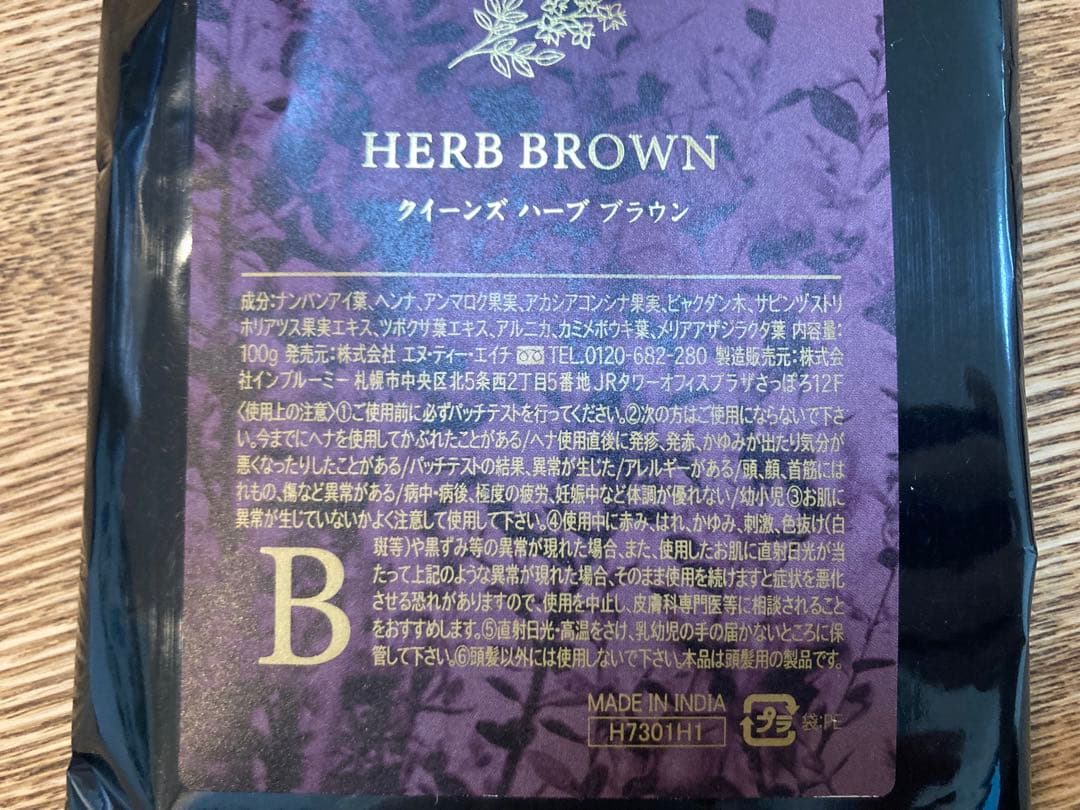 HERB BROWN
クイーンズ ハーブ ブラウン
成分:ナンバンアイ葉、ヘンナ、アンマロク果実、アカシアコンシナ果実、ビャクダン木、サピンヅストリ
ホリアツス果実エキス、ツボクサ葉エキス、アルニカ、カミメボウキ葉、メリアアザジラクタ葉 内容量:
100g 発売元:株式会社 エヌ・ティー・エイチ TEL.0120-682-280 製造販売元:株式会
社インブルーミー 札幌市中央区北5条西2丁目5番地 JRタワーオフィスプラザさっぽろ12F
〈使用上の注意〉①ご使用前に必ずパッチテストを行ってください。②次の方はご使用にならないで下さ
い。今までにヘナを使用してかぶれたことがある/ヘナ使用直後に発疹、発赤、かゆみが出たり気分が
悪くなったりしたことがある/パッチテストの結果、異常が生じた/アレルギーがある/頭、顔、首筋には
れもの、傷など異常がある/病中・病後、極度の疲労、妊娠中など体調が優れない/幼小児 ③お肌に
異常が生じていないかよく注意して使用して下さい。④使用中に赤み、はれ、かゆみ、刺激、色抜け(白
斑等)や黒ずみ等の異常が現れた場合、また、使用したお肌に直射日光が当
たって上記のような異常が現れた場合、そのまま使用を続けますと症状を悪化
させる恐れがありますので、使用を中止し、皮膚科専門医等に相談されること
をおすすめします。⑤直射日光・高温をさけ、乳幼児の手の届かないところに保
管して下さい。⑥頭髪以外には使用しないで下さい。本品は頭髪用の製品です。
B
MADE IN INDIA
H7301H1
プラ 袋:PE